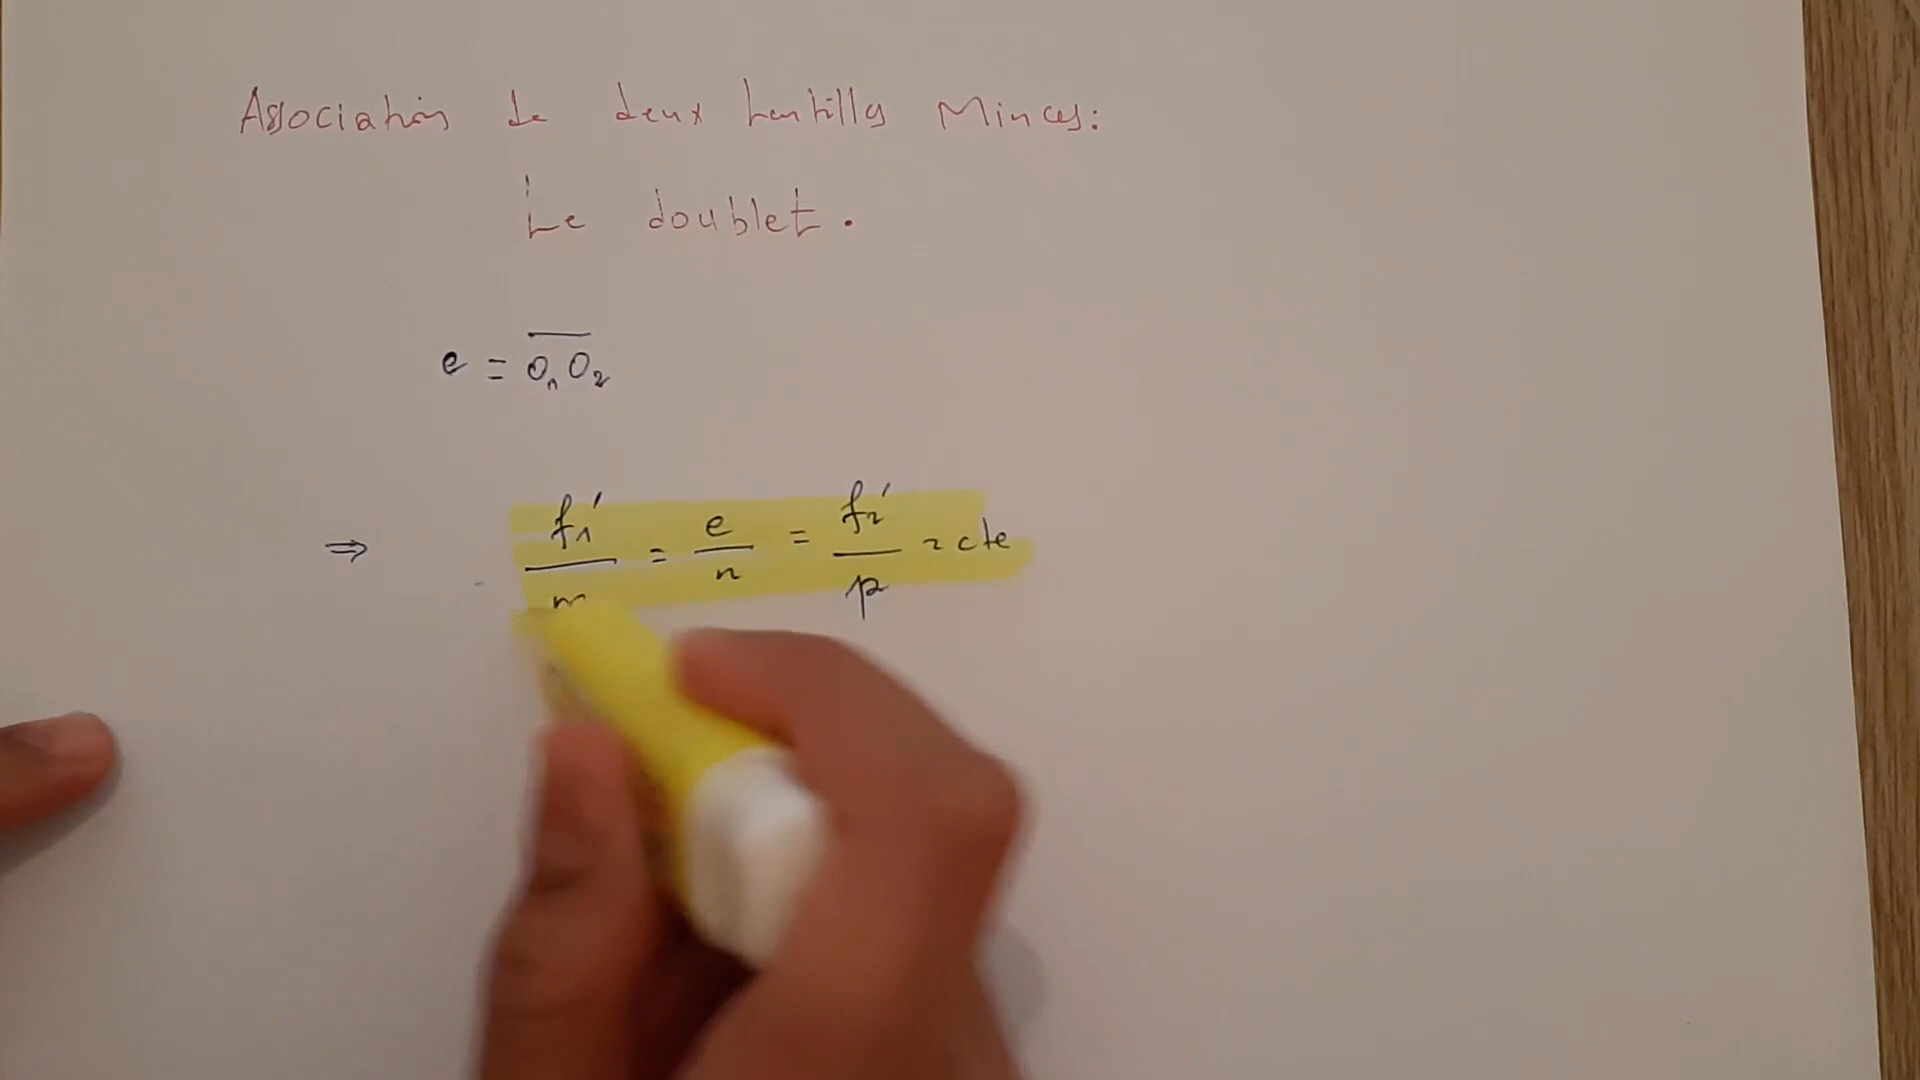 Association de deux Lentilles Minces:
Le doublet.
e = O₁O₂
⇒ f₁'/m = e/n = f₂'/p = cte